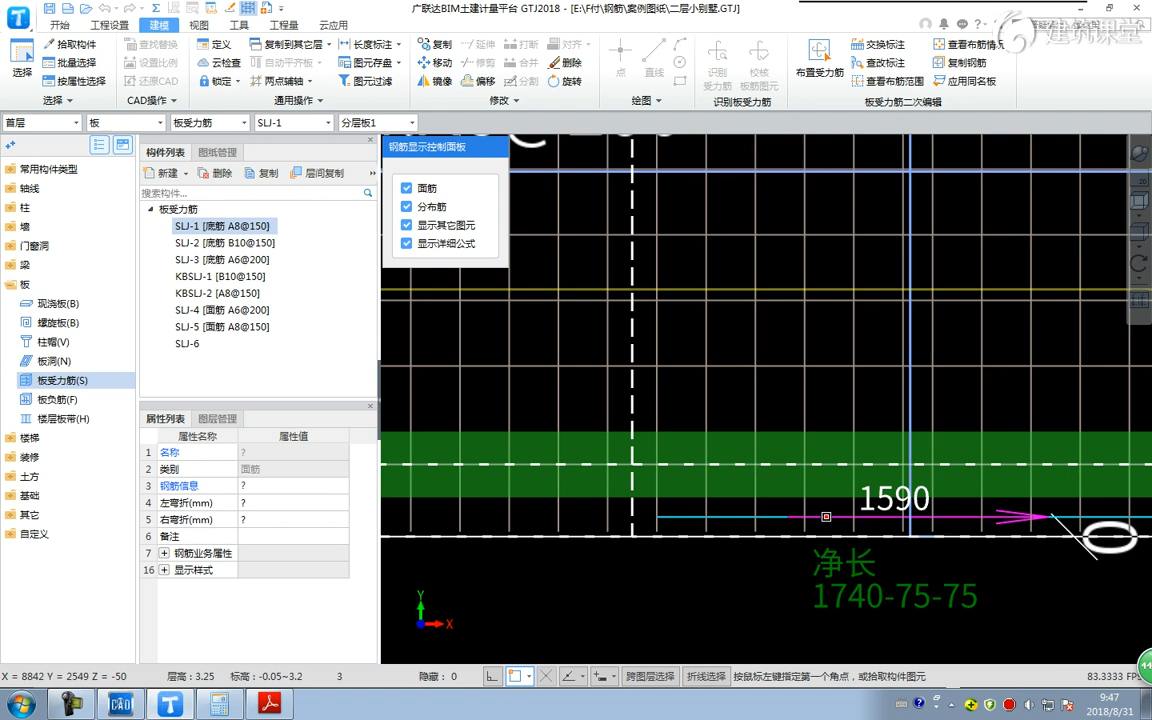 广联达BIM土建计量平台 GTJ2018 - [E:\F付\钢筋\案例图纸\二层小别墅.GTJ]
开始 工程设置 建模 视图 工具 工程量 云应用
建筑课堂
选择 拾取构件 批量选择 按属性选择
选择
查找替换 设置比例 还原CAD
CAD操作
定义 云检查 锁定 复制到其它层 自动平齐板 两点辅轴 长度标注 图元存盘 图元过滤
通用操作
复制 移动 镜像 延伸 修剪 偏移 打断 合并 分割 对齐 删除 旋转
修改
点 直线
绘图
识别受力筋 校核板筋图元
识别板受力筋
布置受力筋 交换标注 查改标注 查看布筋范围 查看布筋情况 复制钢筋 应用同名板
板受力筋二次编辑
首层 板 板受力筋 SLJ-1 分层板1
常用构件类型
轴线
柱
墙
门窗洞
梁
板
现浇板(B)
螺旋板(B)
柱帽(V)
板洞(N)
板受力筋(S)
板负筋(F)
楼层板带(H)
楼梯
装修
土方
基础
其它
自定义
构件列表 图纸管理
新建 删除 复制 层间复制 »
搜索构件...
板受力筋
SLJ-1 [底筋 A8@150]
SLJ-2 [底筋 B10@150]
SLJ-3 [底筋 A6@200]
KBSLJ-1 [B10@150]
KBSLJ-2 [A8@150]
SLJ-4 [面筋 A6@200]
SLJ-5 [面筋 A8@150]
SLJ-6
属性列表 图层管理
属性名称 属性值
1 名称 ?
2 类别 面筋
3 钢筋信息 ?
4 左弯折(mm) ?
5 右弯折(mm) ?
6 备注
7 钢筋业务属性
16 显示样式
钢筋显示控制面板
面筋
分布筋
显示其它图元
显示详细公式
1590
0
净长
1740-75-75
Y
X
X = 8842 Y = 2549 Z = -50 层高: 3.25 标高: -0.05~3.2 3 隐藏: 0 跨图层选择 折线选择 按鼠标左键指定第一个角点，或拾取构件图元 83.3333 FPS
44
CAD
9:47
2018/8/31